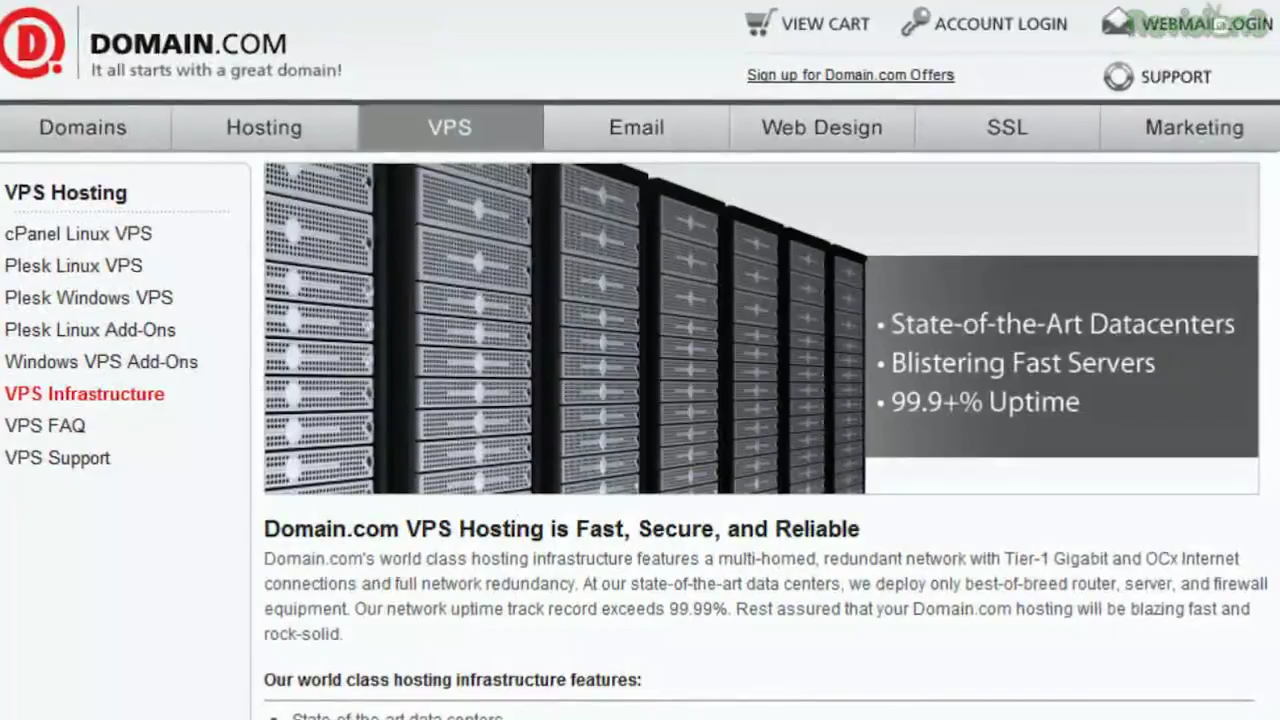 D
DOMAIN.COM
It all starts with a great domain!
VIEW CART
ACCOUNT LOGIN
WEBMAIL LOGIN
Revision3
Sign up for Domain.com Offers
SUPPORT
Domains
Hosting
VPS
Email
Web Design
SSL
Marketing
VPS Hosting
cPanel Linux VPS
Plesk Linux VPS
Plesk Windows VPS
Plesk Linux Add-Ons
Windows VPS Add-Ons
VPS Infrastructure
VPS FAQ
VPS Support
• State-of-the-Art Datacenters
• Blistering Fast Servers
• 99.9+% Uptime
Domain.com VPS Hosting is Fast, Secure, and Reliable
Domain.com's world class hosting infrastructure features a multi-homed, redundant network with Tier-1 Gigabit and OCx Internet
connections and full network redundancy. At our state-of-the-art data centers, we deploy only best-of-breed router, server, and firewall
equipment. Our network uptime track record exceeds 99.99%. Rest assured that your Domain.com hosting will be blazing fast and
rock-solid.
Our world class hosting infrastructure features:
• State-of-the-art data centers